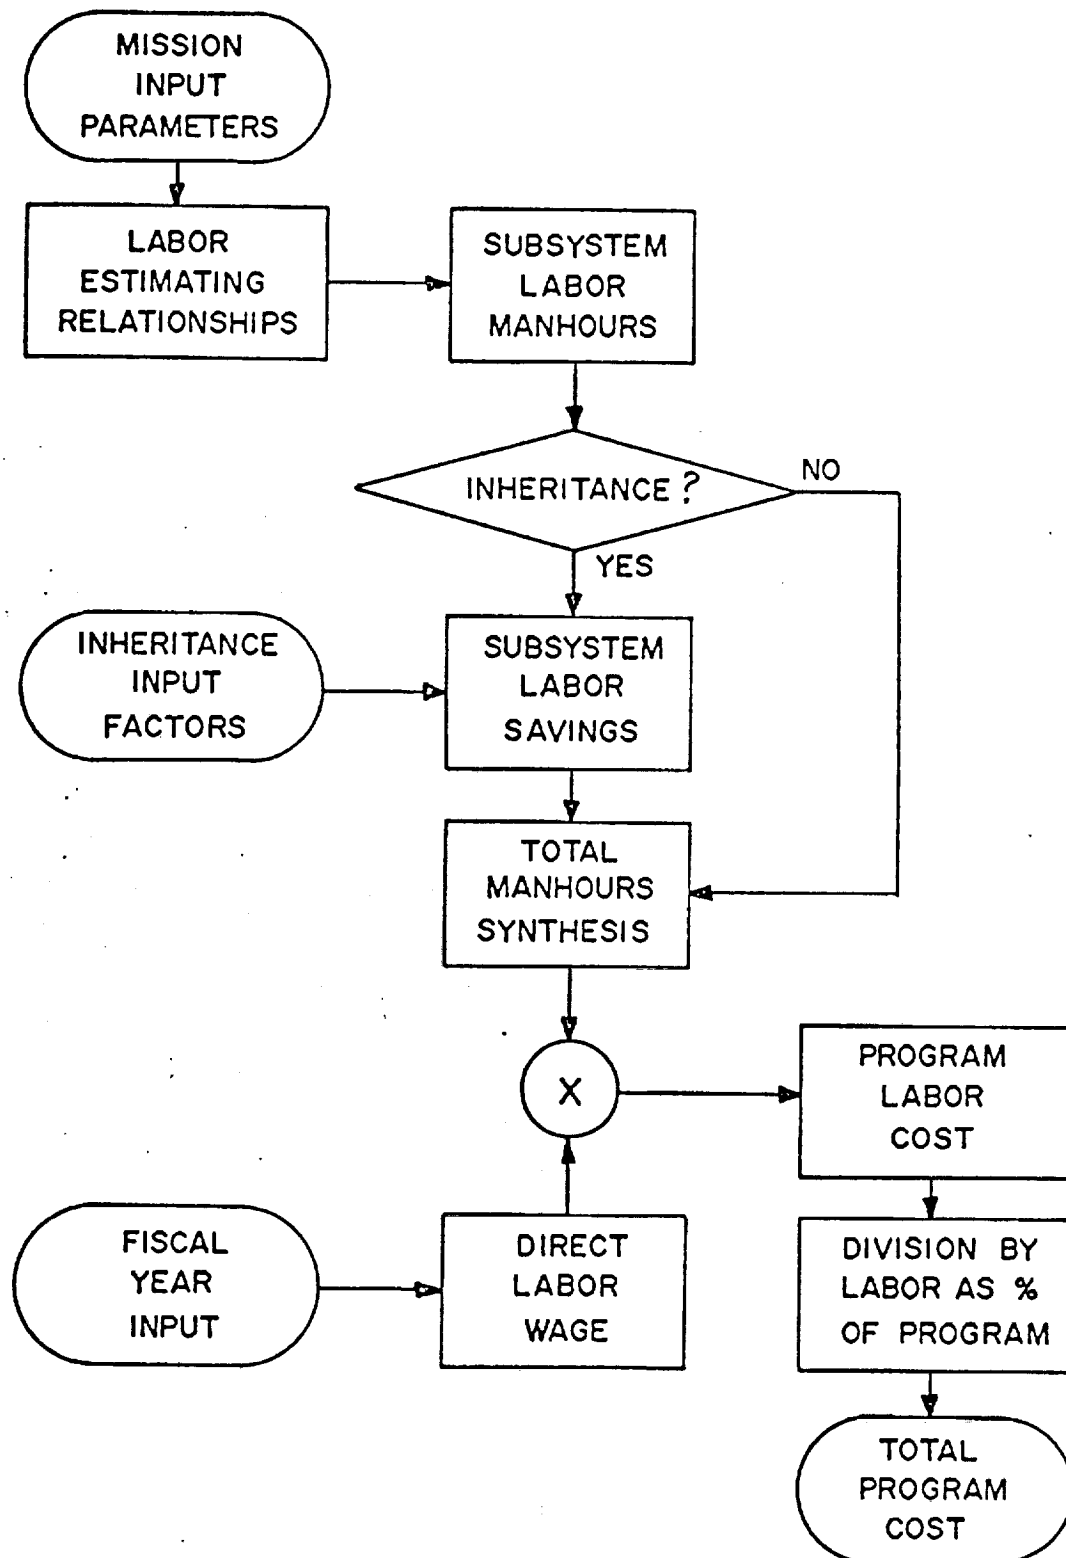 MISSION
INPUT
PARAMETERS
LABOR
ESTIMATING
RELATIONSHIPS
SUBSYSTEM
LABOR
MANHOURS
INHERITANCE?
NO
YES
INHERITANCE
INPUT
FACTORS
SUBSYSTEM
LABOR
SAVINGS
TOTAL
MANHOURS
SYNTHESIS
X
PROGRAM
LABOR
COST
FISCAL
YEAR
INPUT
DIRECT
LABOR
WAGE
DIVISION BY
LABOR AS %
OF PROGRAM
TOTAL
PROGRAM
COST